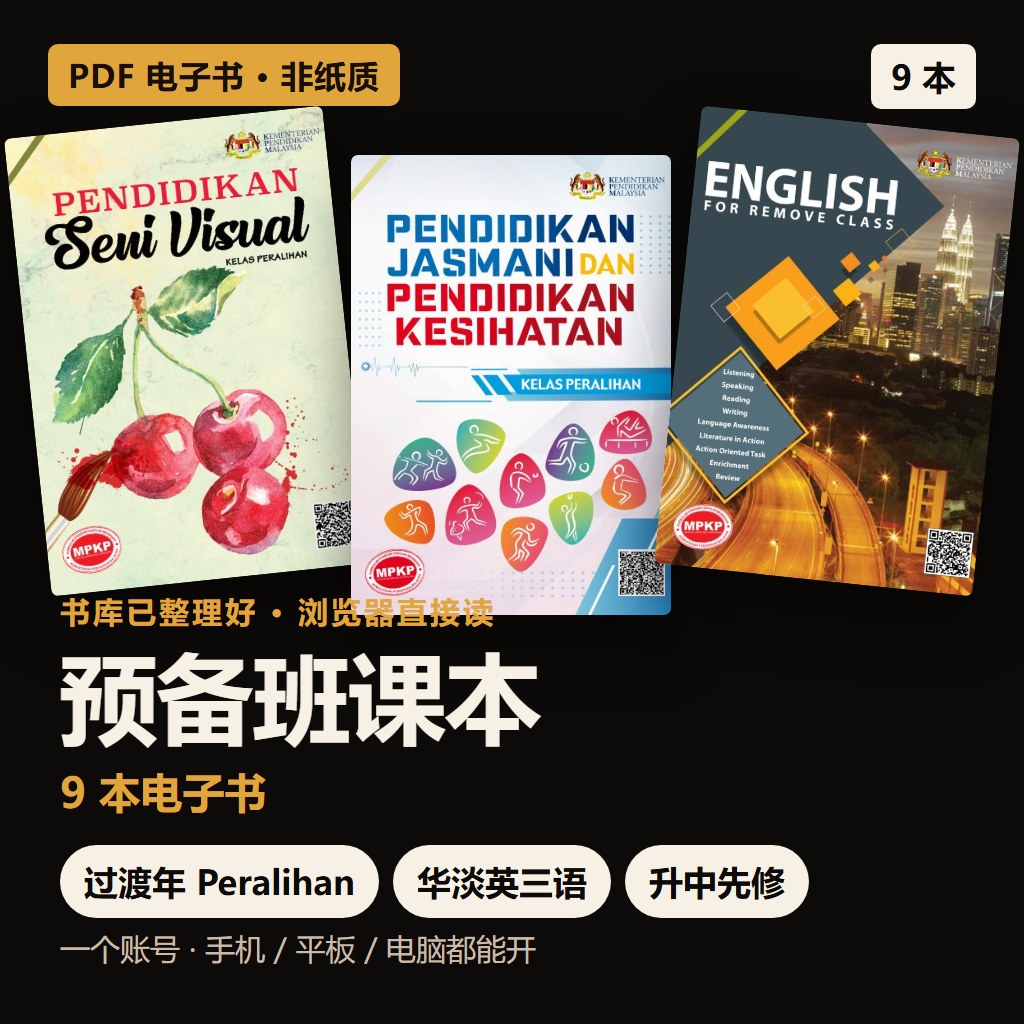 PDF 电子书 · 非纸质
9 本
KEMENTERIAN
PENDIDIKAN
MALAYSIA
PENDIDIKAN
Seni Visual
KELAS PERALIHAN
MPKP
KEMENTERIAN
PENDIDIKAN
MALAYSIA
PENDIDIKAN
JASMANI DAN
PENDIDIKAN
KESIHATAN
KELAS PERALIHAN
MPKP
KEMENTERIAN
PENDIDIKAN
MALAYSIA
ENGLISH
FOR REMOVE CLASS
Listening
Speaking
Reading
Writing
Language Awareness
Literature in Action
Action Oriented Task
Enrichment
Review
MPKP
书库已整理好 · 浏览器直接读
预备班课本
9 本电子书
过渡年 Peralihan
华淡英三语
升中先修
一个账号 · 手机 / 平板 / 电脑都能开